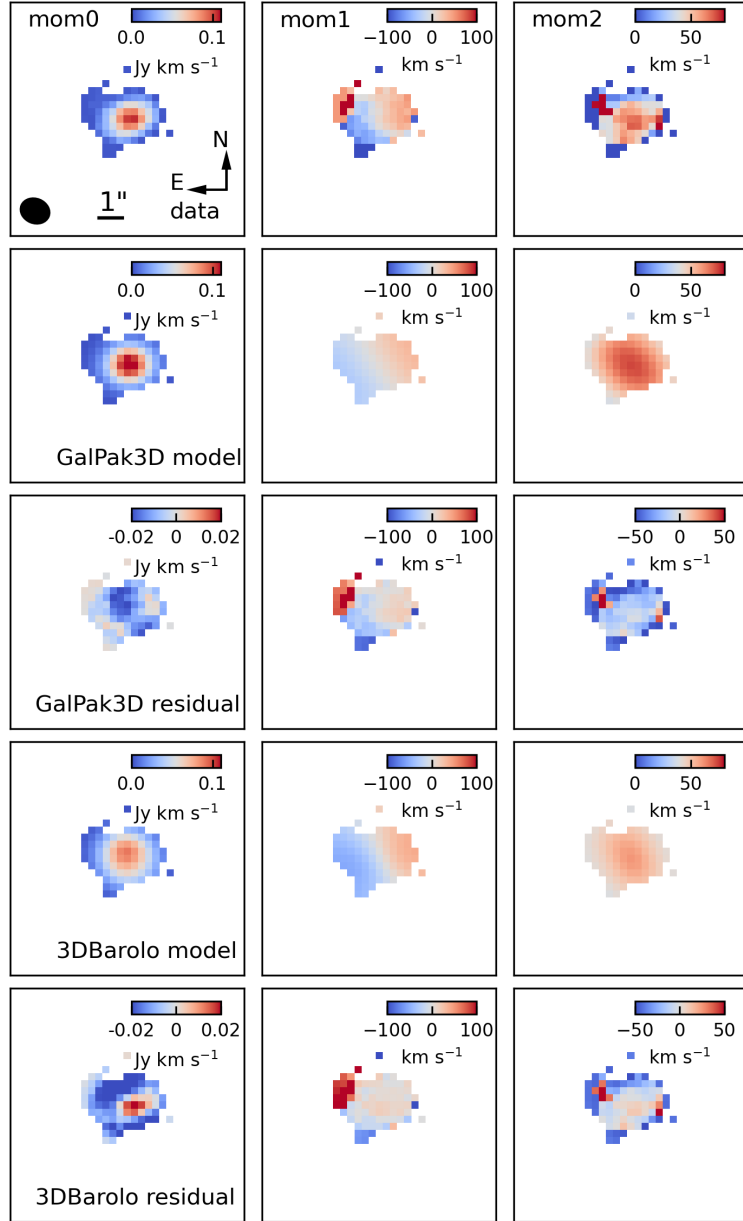 mom0 mom1 mom2
0.0 0.1 −100 0 100 0 50
Jy km s⁻¹ km s⁻¹ km s⁻¹
N
E
1"
data
0.0 0.1 −100 0 100 0 50
Jy km s⁻¹ km s⁻¹ km s⁻¹
GalPak3D model
-0.02 0 0.02 −100 0 100 −50 0 50
Jy km s⁻¹ km s⁻¹ km s⁻¹
GalPak3D residual
0.0 0.1 −100 0 100 0 50
Jy km s⁻¹ km s⁻¹ km s⁻¹
3DBarolo model
-0.02 0 0.02 −100 0 100 −50 0 50
Jy km s⁻¹ km s⁻¹ km s⁻¹
3DBarolo residual